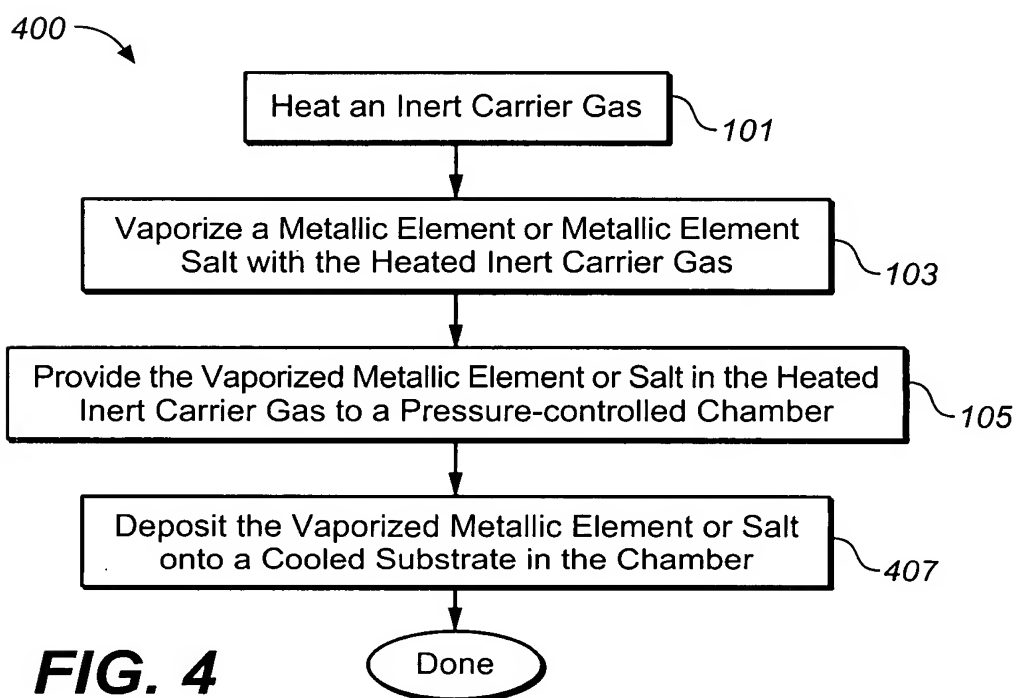 400
Heat an Inert Carrier Gas
101
Vaporize a Metallic Element or Metallic Element
Salt with the Heated Inert Carrier Gas
103
Provide the Vaporized Metallic Element or Salt in the Heated
Inert Carrier Gas to a Pressure-controlled Chamber
105
Deposit the Vaporized Metallic Element or Salt
onto a Cooled Substrate in the Chamber
407
Done
FIG. 4